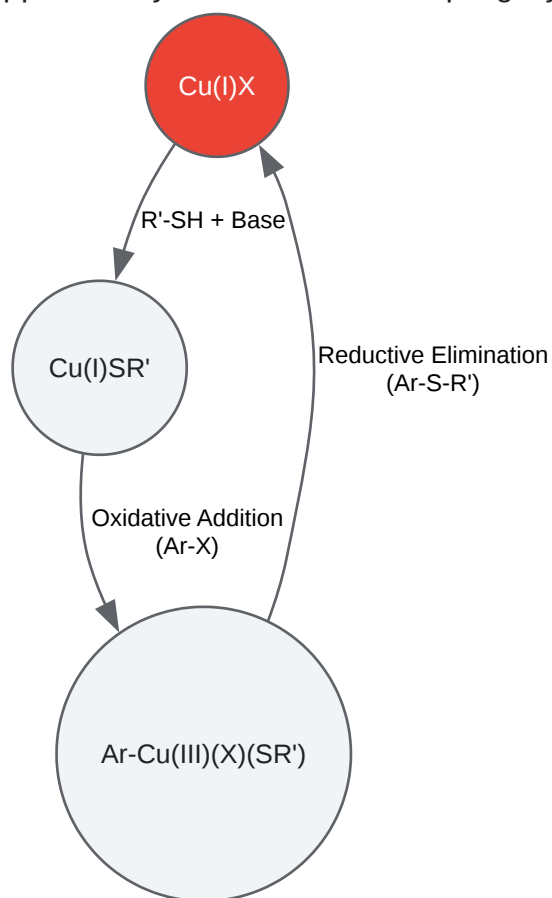 Cu(I)X
R'-SH + Base
Cu(I)SR'
Reductive Elimination
(Ar-S-R')
Oxidative Addition
(Ar-X)
Ar-Cu(III)(X)(SR')